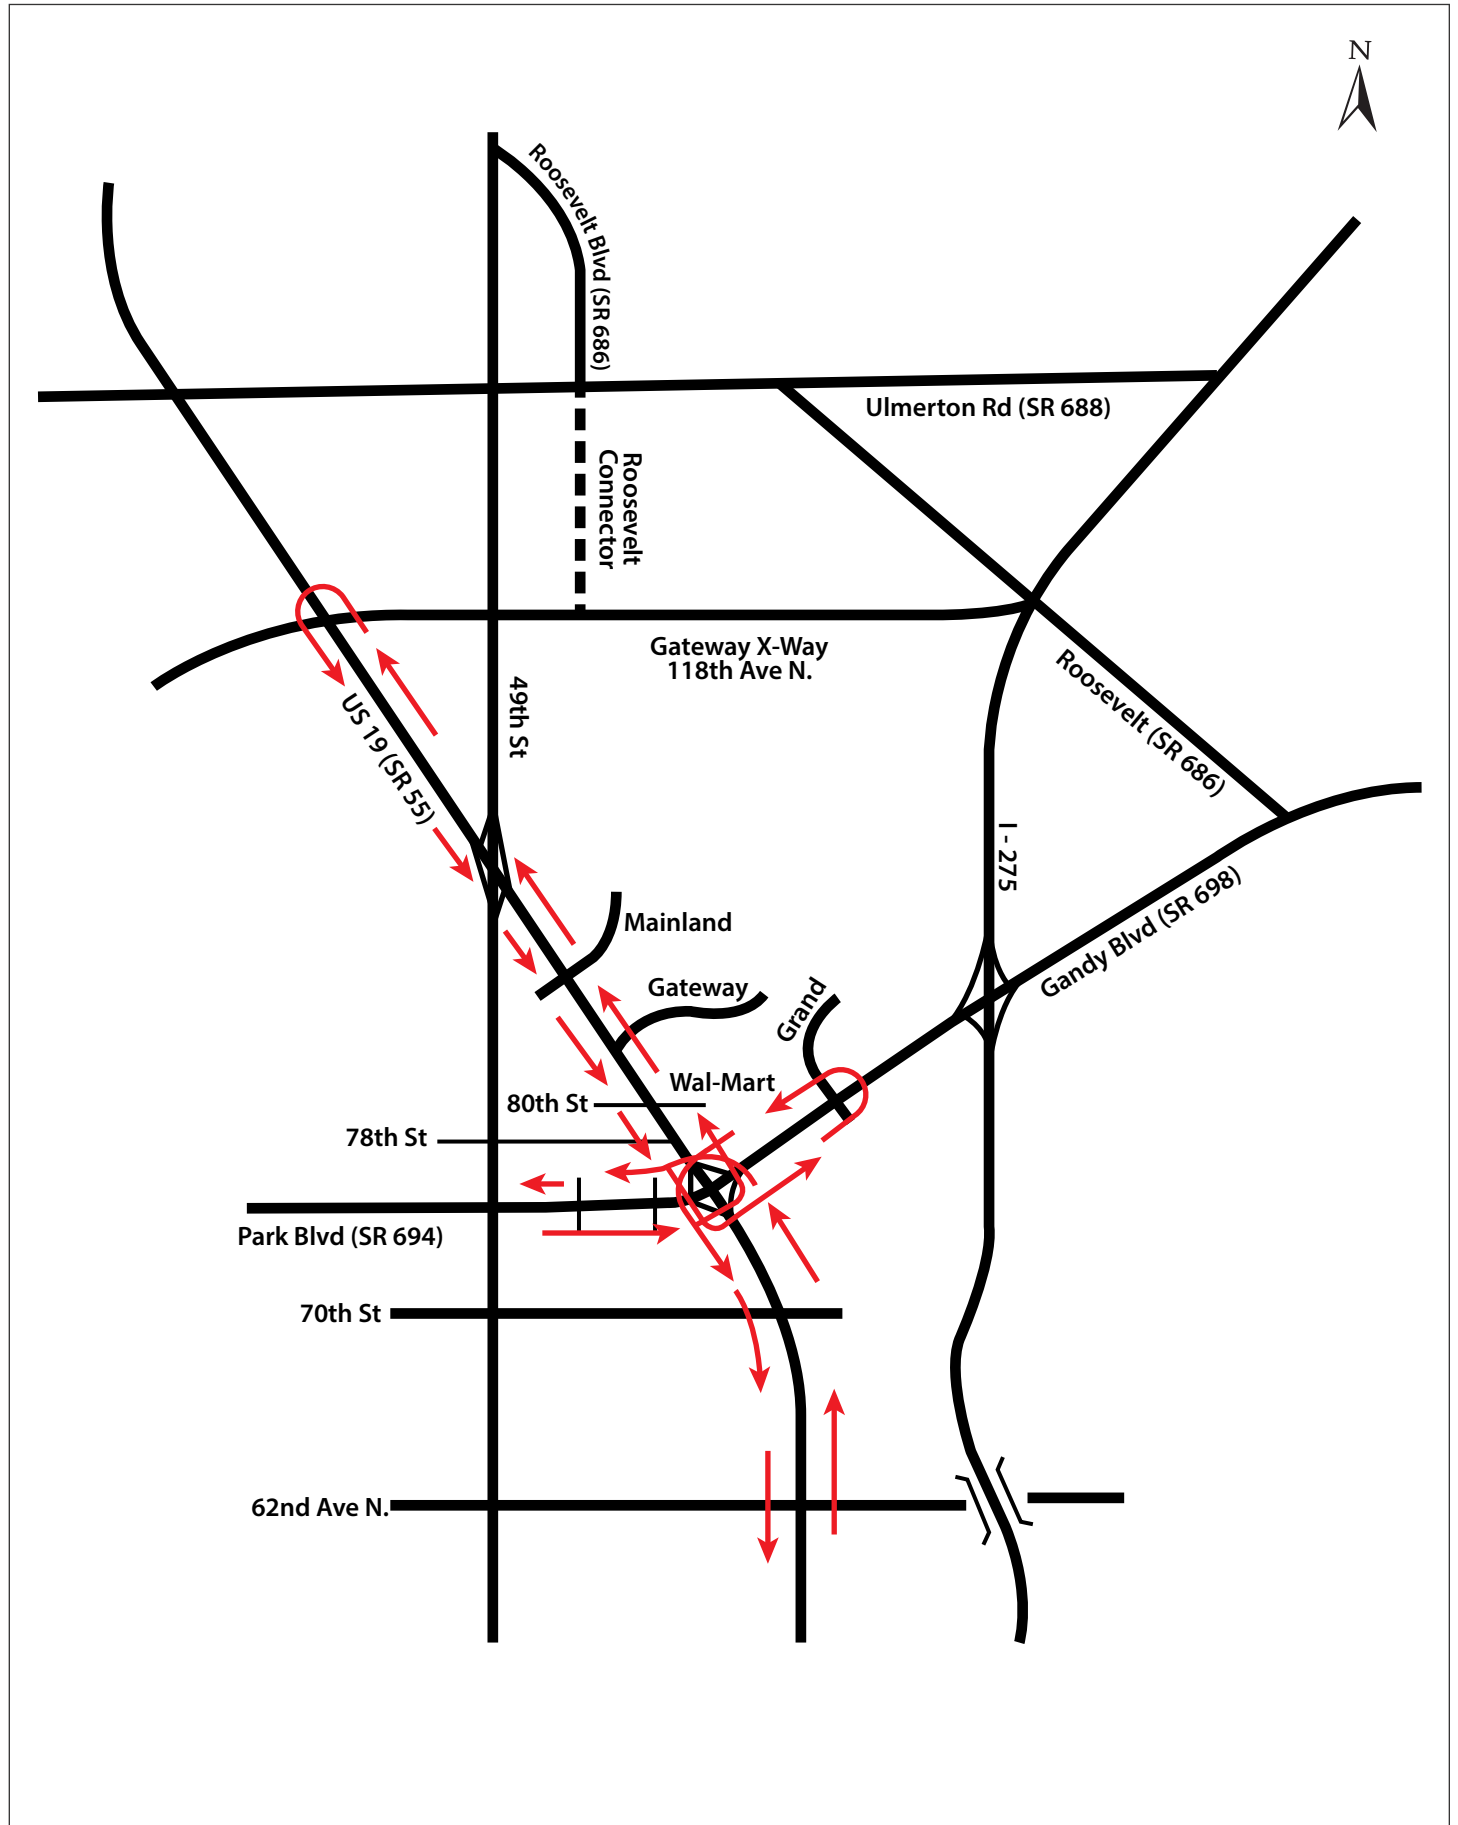 N
Roosevelt Blvd (SR 686)
Ulmerton Rd (SR 688)
Roosevelt
Connector
Gateway X-Way
118th Ave N.
Roosevelt (SR 686)
49th St
US 19 (SR 55)
I - 275
Gandy Blvd (SR 698)
Mainland
Gateway
Grand
Wal-Mart
80th St
78th St
Park Blvd (SR 694)
70th St
62nd Ave N.